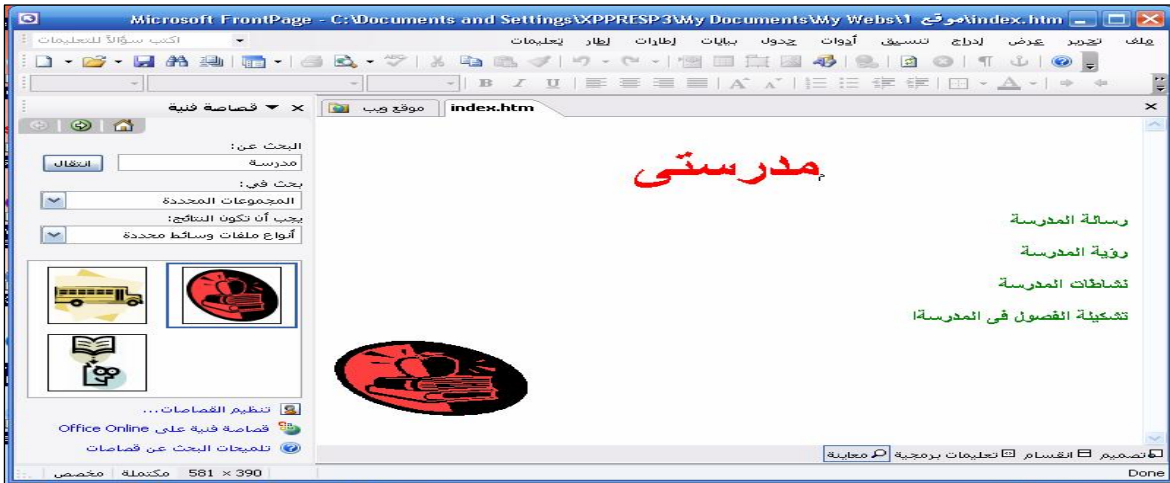 Microsoft FrontPage - C:\Documents and Settings\XPPRESP3\My Documents\My Webs\موقع 1\index.htm
اكتب سؤالاً للتعليمات
ملف تحرير عرض إدراج تنسيق أدوات جدول بيانات إطارات إطار تعليمات
B I U A A A
قصاصة فنية
موقع ويب index.htm
البحث عن:
مدرسة انتقال
بحث في:
المجموعات المحددة
يجب أن تكون النتائج:
أنواع ملفات وسائط محددة
تنظيم القصاصات...
قصاصة فنية على Office Online
تلميحات البحث عن قصاصات
مدرستى
رسالة المدرسة
رؤية المدرسة
نشاطات المدرسة
تشكيلة الفصول فى المدرسةا
تصميم انقسام تعليمات برمجية معاينة
581 × 390 مكتملة مخصص
Done